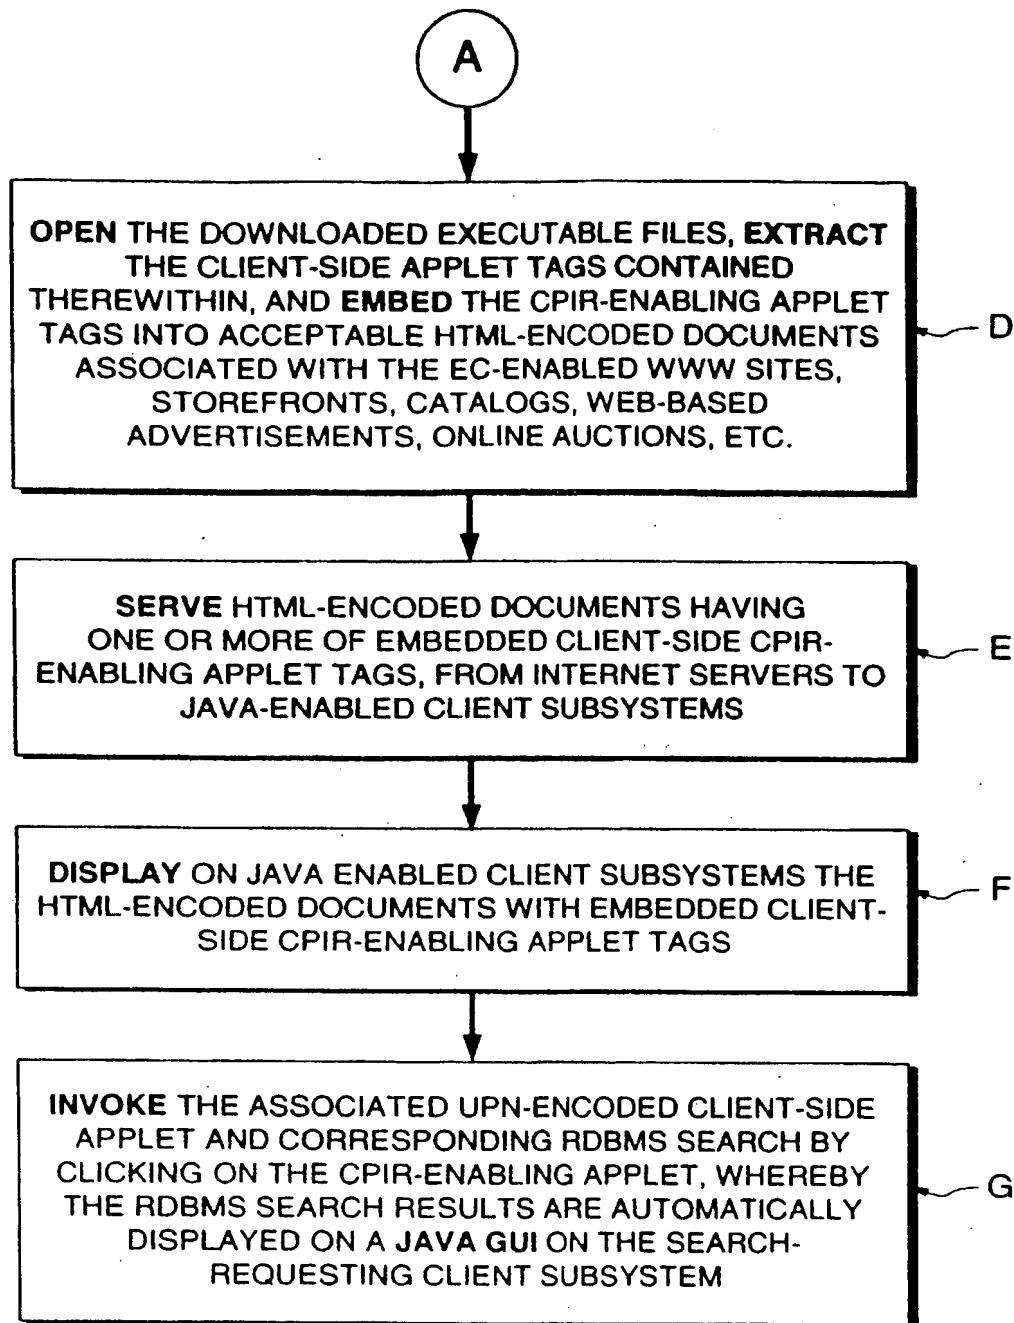 A
OPEN THE DOWNLOADED EXECUTABLE FILES, EXTRACT
THE CLIENT-SIDE APPLET TAGS CONTAINED
THEREWITHIN, AND EMBED THE CPIR-ENABLING APPLET
TAGS INTO ACCEPTABLE HTML-ENCODED DOCUMENTS
ASSOCIATED WITH THE EC-ENABLED WWW SITES,
STOREFRONTS, CATALOGS, WEB-BASED
ADVERTISEMENTS, ONLINE AUCTIONS, ETC.
D
SERVE HTML-ENCODED DOCUMENTS HAVING
ONE OR MORE OF EMBEDDED CLIENT-SIDE CPIR-
ENABLING APPLET TAGS, FROM INTERNET SERVERS TO
JAVA-ENABLED CLIENT SUBSYSTEMS
E
DISPLAY ON JAVA ENABLED CLIENT SUBSYSTEMS THE
HTML-ENCODED DOCUMENTS WITH EMBEDDED CLIENT-
SIDE CPIR-ENABLING APPLET TAGS
F
INVOKE THE ASSOCIATED UPN-ENCODED CLIENT-SIDE
APPLET AND CORRESPONDING RDBMS SEARCH BY
CLICKING ON THE CPIR-ENABLING APPLET, WHEREBY
THE RDBMS SEARCH RESULTS ARE AUTOMATICALLY
DISPLAYED ON A JAVA GUI ON THE SEARCH-
REQUESTING CLIENT SUBSYSTEM
G